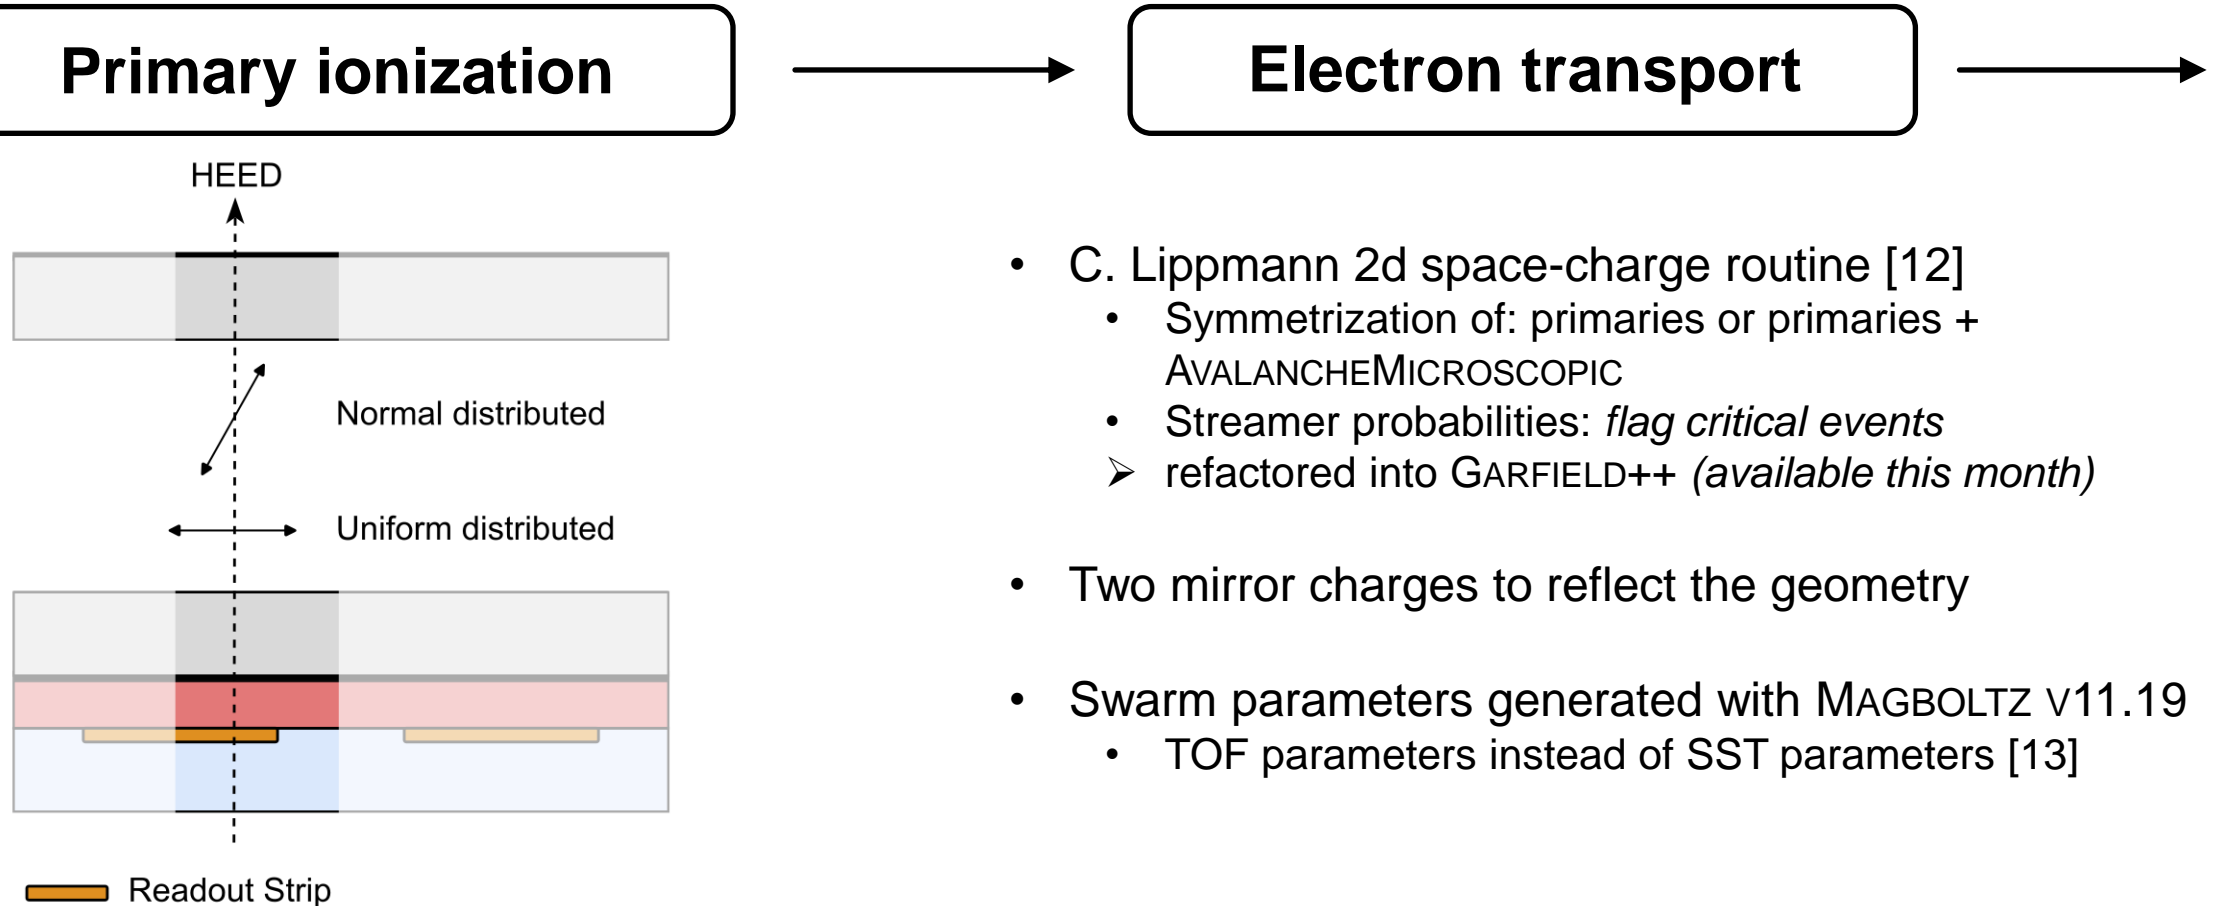 Primary ionization
Electron transport
HEED
Normal distributed
Uniform distributed
Readout Strip
• C. Lippmann 2d space-charge routine [12]
• Symmetrization of: primaries or primaries +
AVALANCHEMICROSCOPIC
• Streamer probabilities: flag critical events
➢ refactored into GARFIELD++ (available this month)
• Two mirror charges to reflect the geometry
• Swarm parameters generated with MAGBOLTZ V11.19
• TOF parameters instead of SST parameters [13]